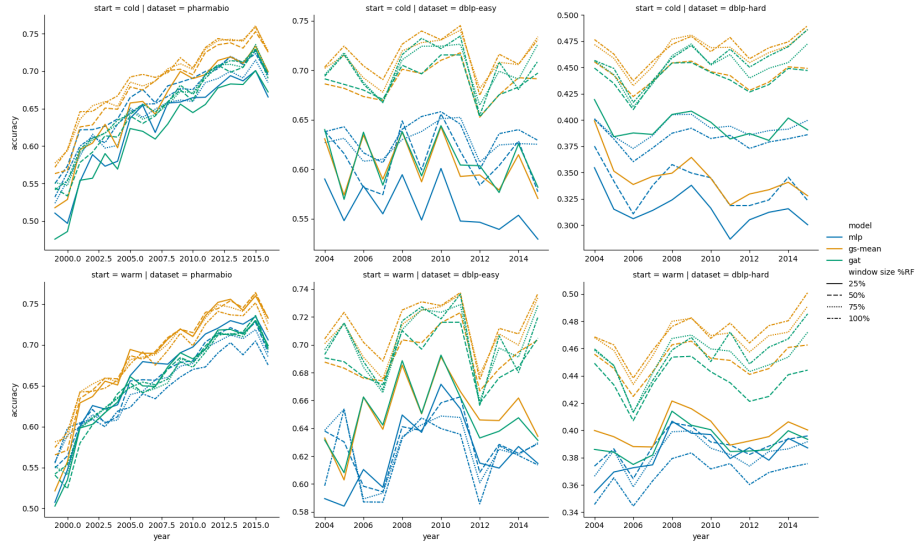 start = cold | dataset = pharmabio
start = cold | dataset = dblp-easy
start = cold | dataset = dblp-hard
0.75
0.70
0.65
0.60
0.55
0.50
accuracy
2000.0 2002.5 2005.0 2007.5 2010.0 2012.5 2015.0
0.75
0.70
0.65
0.60
0.55
2004 2006 2008 2010 2012 2014
0.500
0.475
0.450
0.425
0.400
0.375
0.350
0.325
0.300
2004 2006 2008 2010 2012 2014
start = warm | dataset = pharmabio
start = warm | dataset = dblp-easy
start = warm | dataset = dblp-hard
0.75
0.70
0.65
0.60
0.55
0.50
accuracy
2000.0 2002.5 2005.0 2007.5 2010.0 2012.5 2015.0
year
0.74
0.72
0.70
0.68
0.66
0.64
0.62
0.60
0.58
2004 2006 2008 2010 2012 2014
year
0.50
0.48
0.46
0.44
0.42
0.40
0.38
0.36
0.34
2004 2006 2008 2010 2012 2014
year
model
mlp
gs-mean
gat
window size %RF
25%
50%
75%
100%